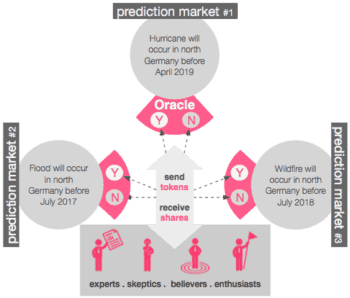 prediction market #1
Hurricane will
occur in north
Germany before
April 2019
Oracle
Y N
prediction market #2
Flood will occur
in north
Germany before
July 2017
Y
N
send
tokens
receive
shares
Y
N
Wildfire will
occur in north
Germany before
July 2018
prediction market #3
experts . skeptics . believers . enthusiasts